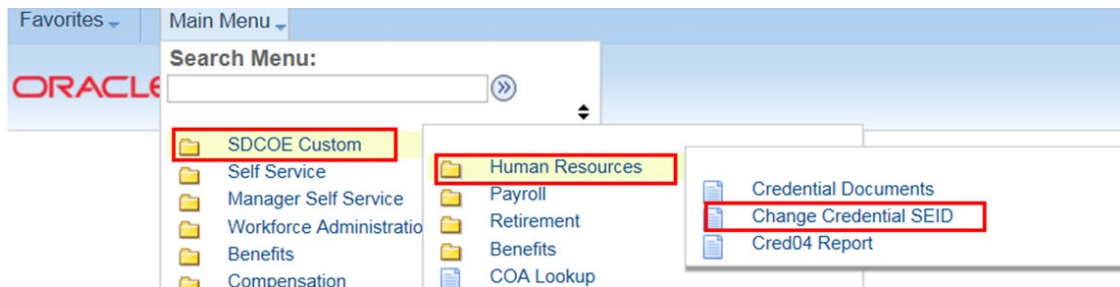 Favorites
Main Menu
Search Menu:
ORACLE
SDCOE Custom
Self Service
Manager Self Service
Workforce Administratio
Benefits
Compensation
Human Resources
Payroll
Retirement
Benefits
COA Lookup
Credential Documents
Change Credential SEID
Cred04 Report